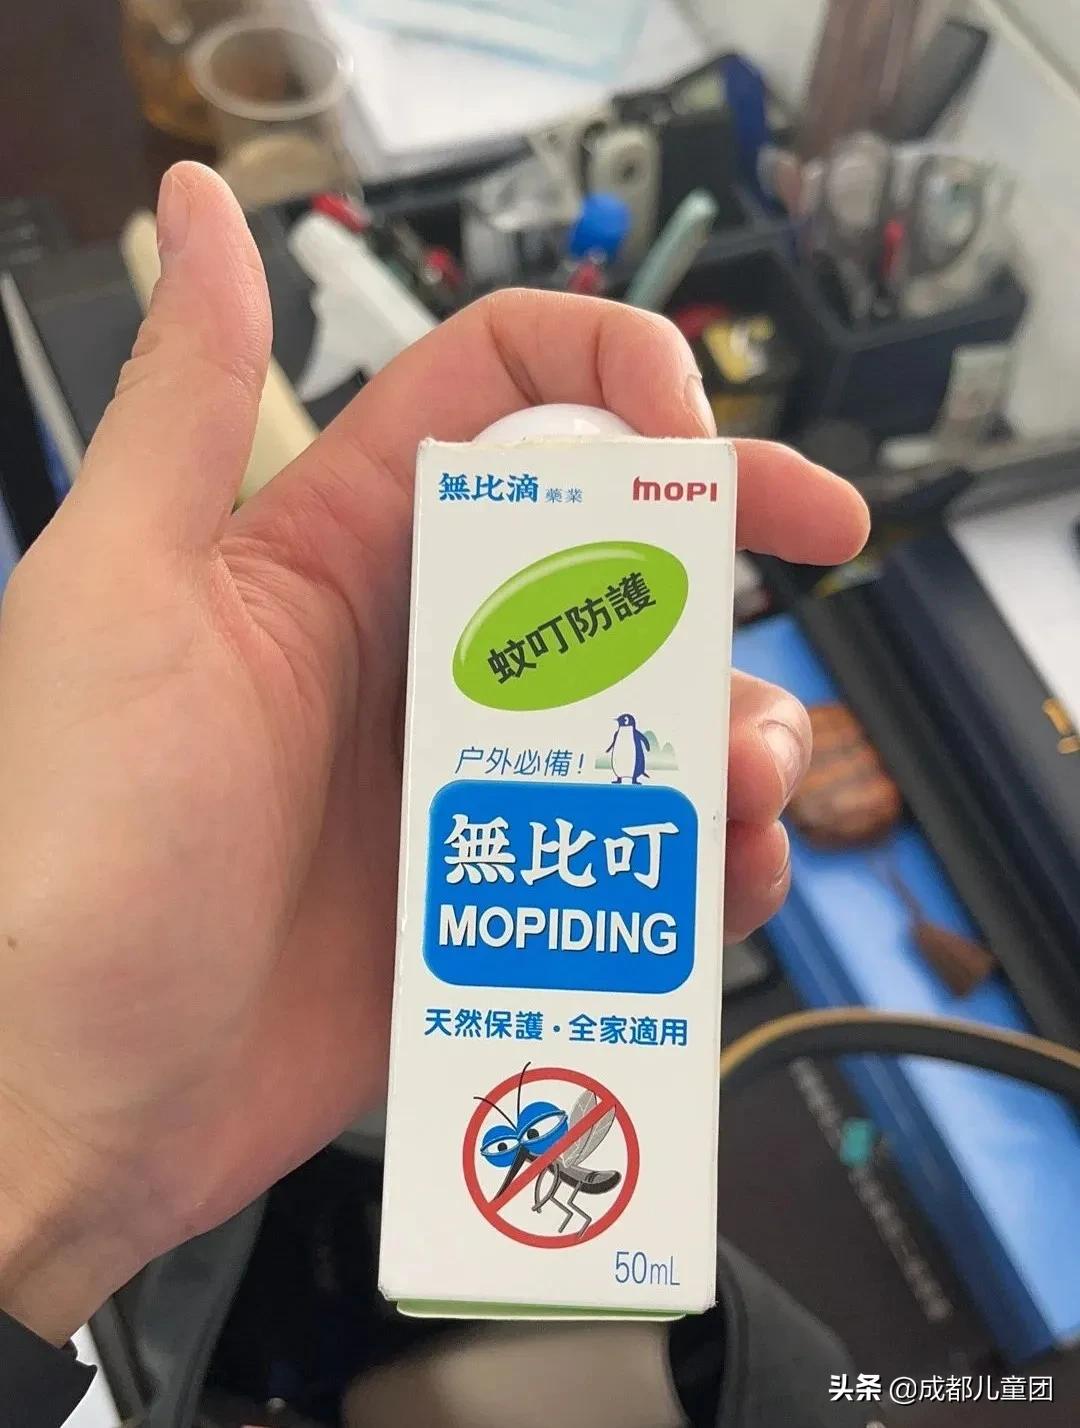 無比滴 藥業
mOPI
蚊叮防護
户外必備!
無比叮
MOPIDING
天然保護·全家適用
50mL
头条 @成都儿童团